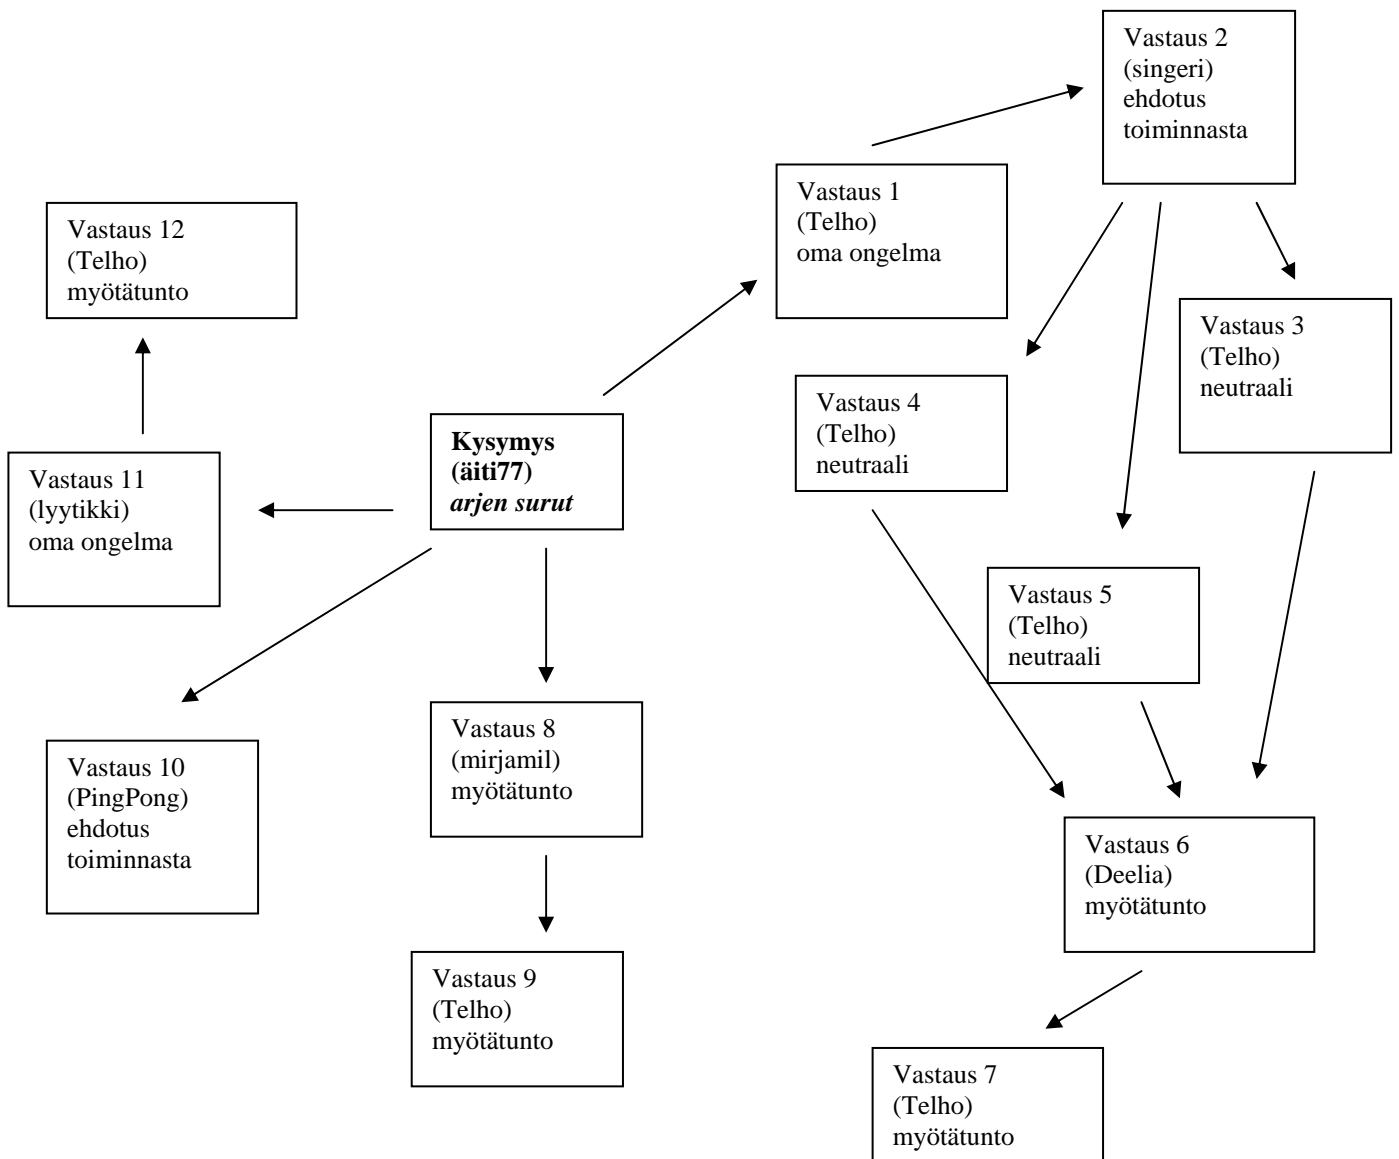 Vastaus 2
(singeri)
ehdotus
toiminnasta
Vastaus 1
(Telho)
oma ongelma
Vastaus 12
(Telho)
myötätunto
Vastaus 3
(Telho)
neutraali
Vastaus 4
(Telho)
neutraali
Kysymys
(äiti77)
arjen surut
Vastaus 11
(lyytikki)
oma ongelma
Vastaus 5
(Telho)
neutraali
Vastaus 8
(mirjamil)
myötätunto
Vastaus 10
(PingPong)
ehdotus
toiminnasta
Vastaus 6
(Deelia)
myötätunto
Vastaus 9
(Telho)
myötätunto
Vastaus 7
(Telho)
myötätunto